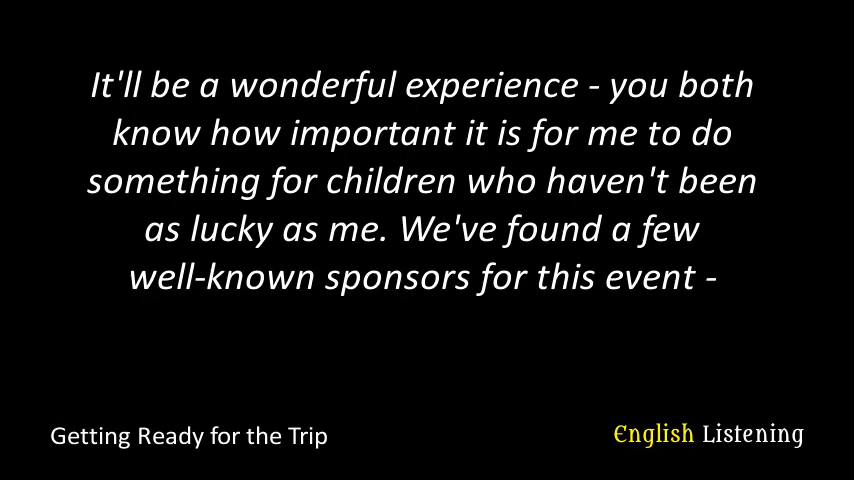 It'll be a wonderful experience - you both
know how important it is for me to do
something for children who haven't been
as lucky as me. We've found a few
well-known sponsors for this event -
Getting Ready for the Trip
English Listening